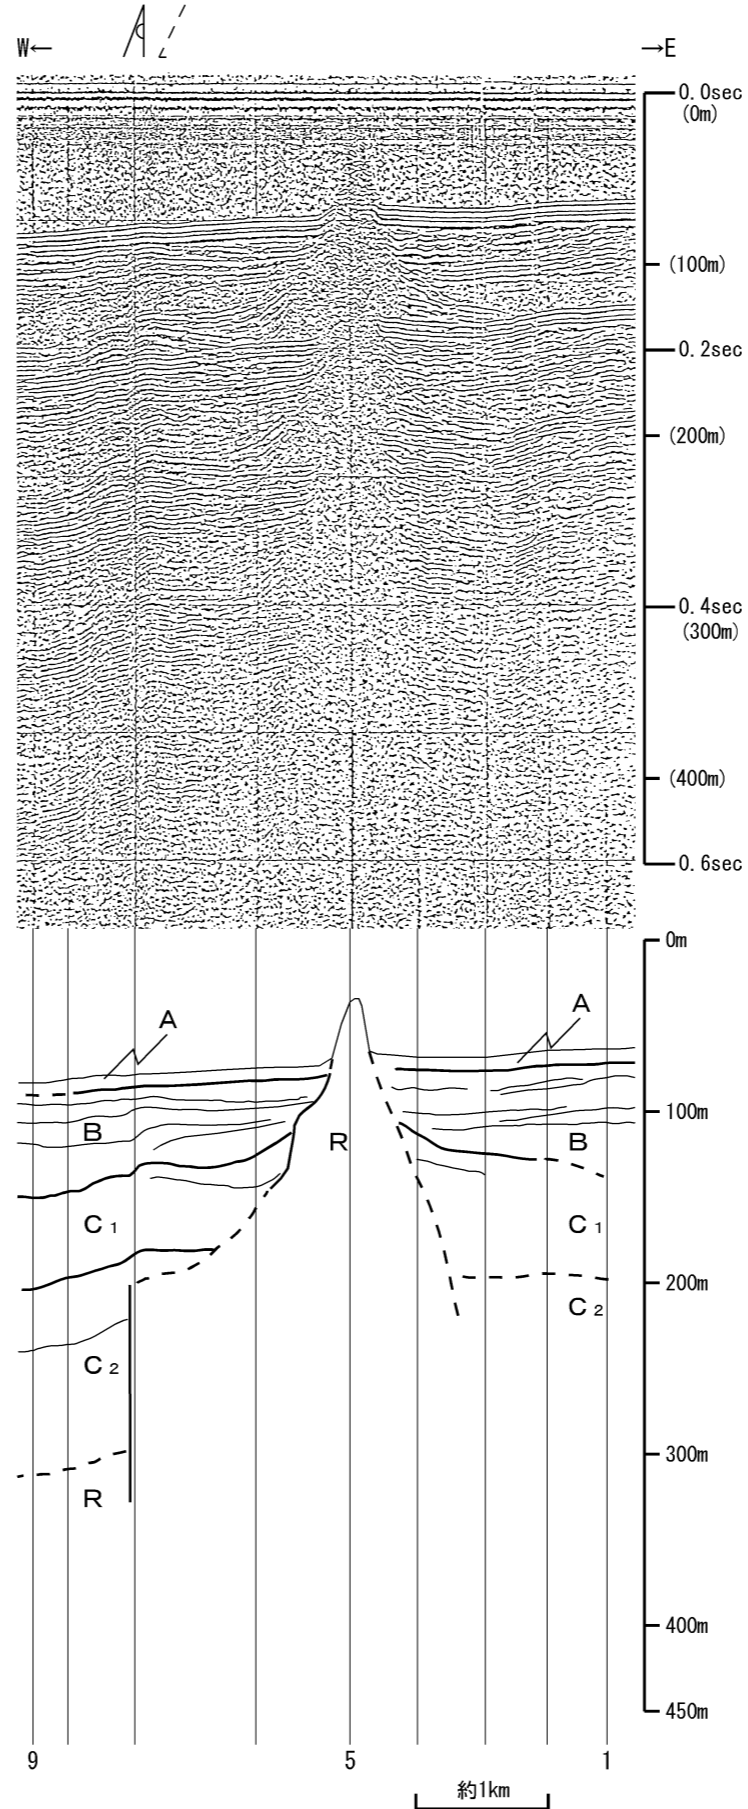 W← →E
0.0sec
(0m)
(100m)
0.2sec
(200m)
0.4sec
(300m)
(400m)
0.6sec
0m
A A
100m
B R B
C1 C1
200m
C2
C2
300m
R
400m
450m
9 5 1
約1km